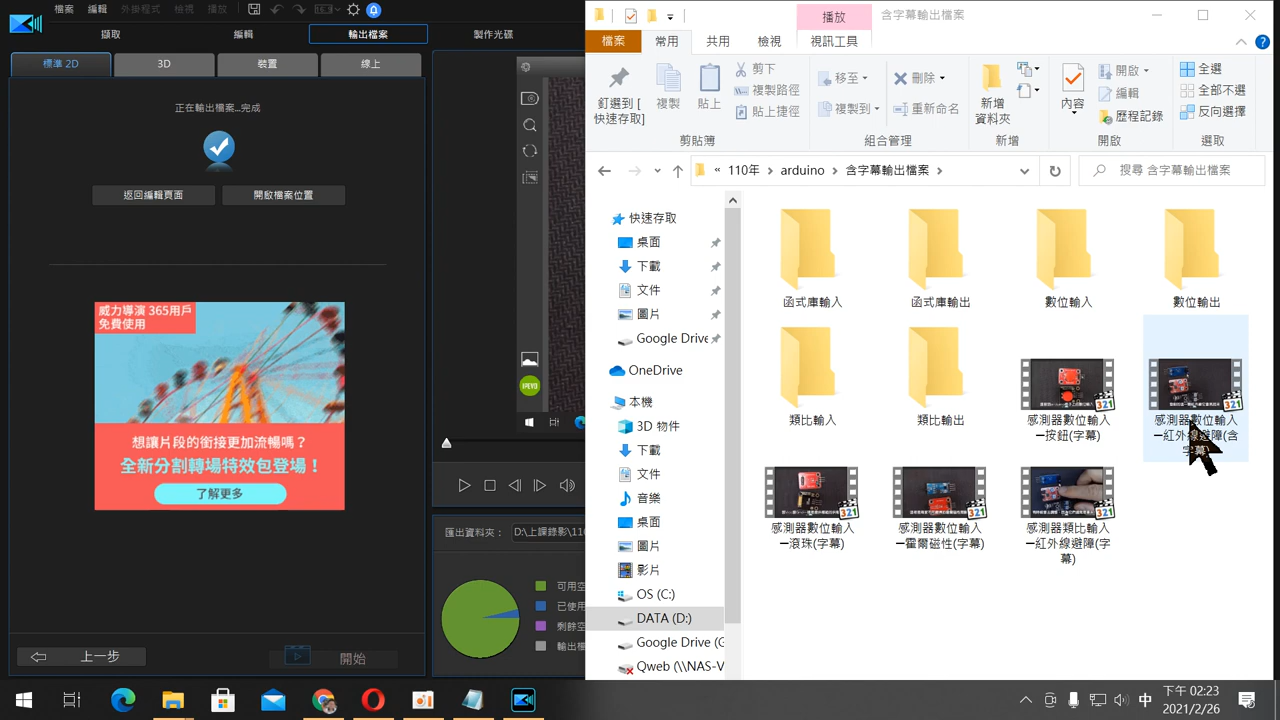 檔案 編輯 外掛程式 檢視 播放
擷取 編輯 輸出檔案 製作光碟
標準 2D 3D 裝置 線上
正在輸出檔案...完成
返回編輯頁面 開啟檔案位置
威力導演 365用戶
免費使用
想讓片段的銜接更加流暢嗎？
全新分割轉場特效包登場！
了解更多
上一步 開始
匯出資料夾： D:\上課錄影\110
可用空
已使用
剩餘空
輸出檔
播放 含字幕輸出檔案
檔案 常用 共用 檢視 視訊工具
釘選到 [
快速存取]
複製
貼上
剪下
複製路徑
貼上捷徑
剪貼簿
移至
複製到
刪除
重新命名
組合管理
新增
資料夾
新增
內容
開啟
編輯
歷程記錄
開啟
全選
全部不選
反向選擇
選取
« 110年 › arduino › 含字幕輸出檔案 ›
搜尋 含字幕輸出檔案
快速存取
桌面
下載
文件
圖片
Google Drive
OneDrive
本機
3D 物件
下載
文件
音樂
桌面
圖片
影片
OS (C:)
DATA (D:)
Google Drive (G
Qweb (\\NAS-V
函式庫輸入
函式庫輸出
數位輸入
數位輸出
類比輸入
類比輸出
感測器數位輸入
—按鈕(字幕)
感測器數位輸入
—紅外線避障(含
字幕)
感測器數位輸入
—滾珠(字幕)
感測器數位輸入
—霍爾磁性(字幕)
感測器類比輸入
—紅外線避障(字
幕)
中
下午 02:23
2021/2/26